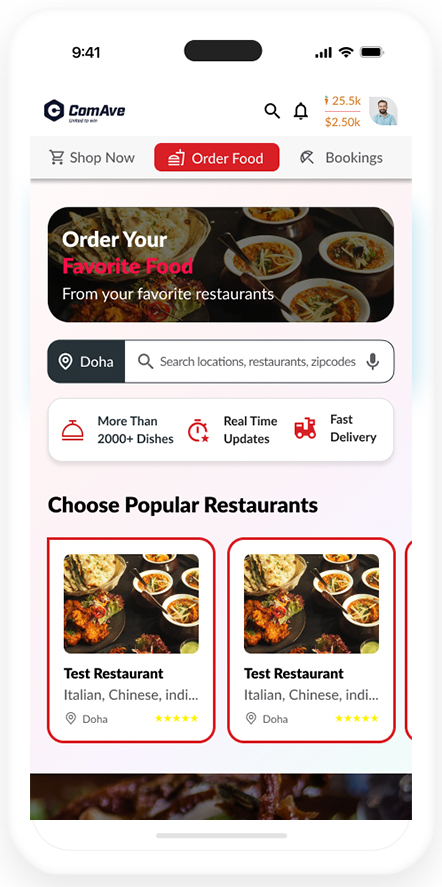 9:41
ComAve
United to win
25.5k
$2.50k
Shop Now
Order Food
Bookings
Order Your
Favorite Food
From your favorite restaurants
Doha
Search locations, restaurants, zipcodes
More Than
2000+ Dishes
Real Time
Updates
Fast
Delivery
Choose Popular Restaurants
Test Restaurant
Italian, Chinese, indi...
Doha
Test Restaurant
Italian, Chinese, indi...
Doha